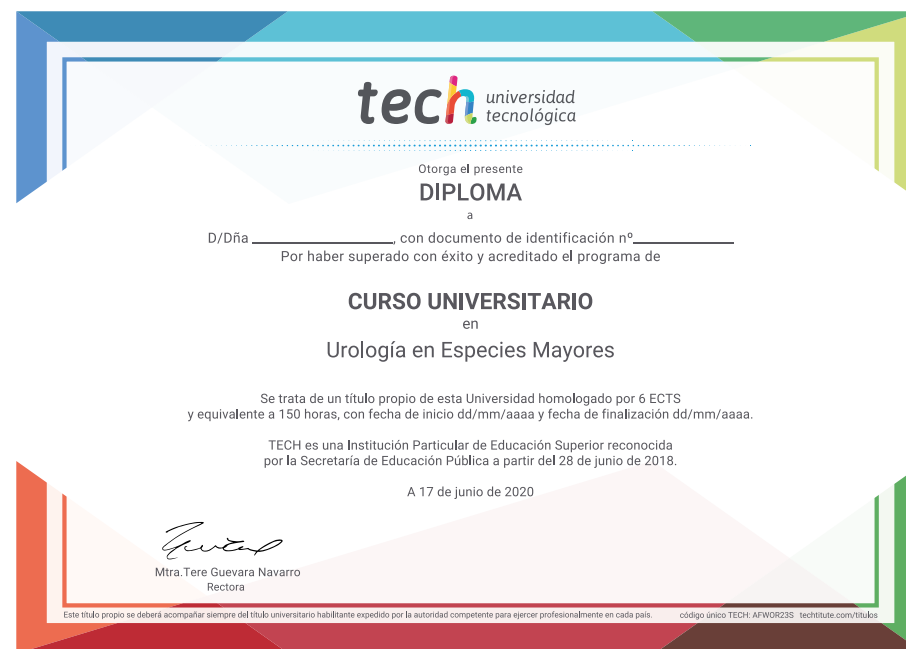 tech universidad
tecnológica
Otorga el presente
DIPLOMA
a
D/Dña ____________, con documento de identificación nº____________
Por haber superado con éxito y acreditado el programa de
CURSO UNIVERSITARIO
en
Urología en Especies Mayores
Se trata de un título propio de esta Universidad homologado por 6 ECTS
y equivalente a 150 horas, con fecha de inicio dd/mm/aaaa y fecha de finalización dd/mm/aaaa.
TECH es una Institución Particular de Educación Superior reconocida
por la Secretaría de Educación Pública a partir del 28 de junio de 2018.
A 17 de junio de 2020
Mtra.Tere Guevara Navarro
Rectora
Este título propio se deberá acompañar siempre del título universitario habilitante expedido por la autoridad competente para ejercer profesionalmente en cada país. código único TECH: AFWOR23S techtitute.com/titulos